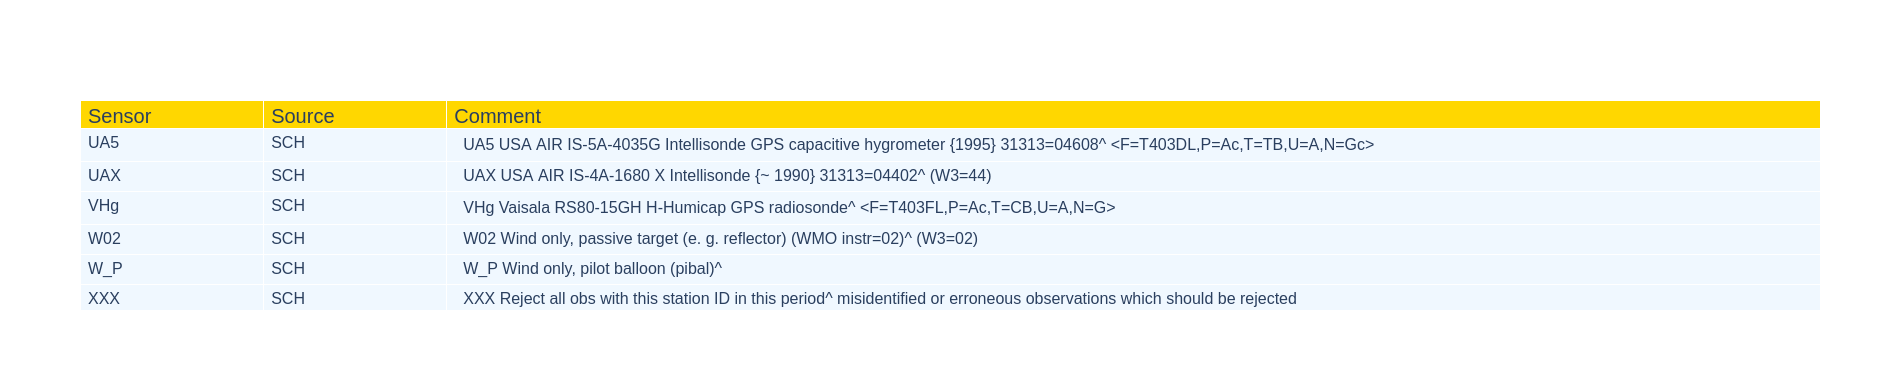 Sensor Source Comment
UA5 SCH UA5 USA AIR IS-5A-4035G Intellisonde GPS capacitive hygrometer {1995} 31313=04608^ <F=T403DL,P=Ac,T=TB,U=A,N=Gc>
UAX SCH UAX USA AIR IS-4A-1680 X Intellisonde {~ 1990} 31313=04402^ (W3=44)
VHg SCH VHg Vaisala RS80-15GH H-Humicap GPS radiosonde^ <F=T403FL,P=Ac,T=CB,U=A,N=G>
W02 SCH W02 Wind only, passive target (e. g. reflector) (WMO instr=02)^ (W3=02)
W_P SCH W_P Wind only, pilot balloon (pibal)^
XXX SCH XXX Reject all obs with this station ID in this period^ misidentified or erroneous observations which should be rejected